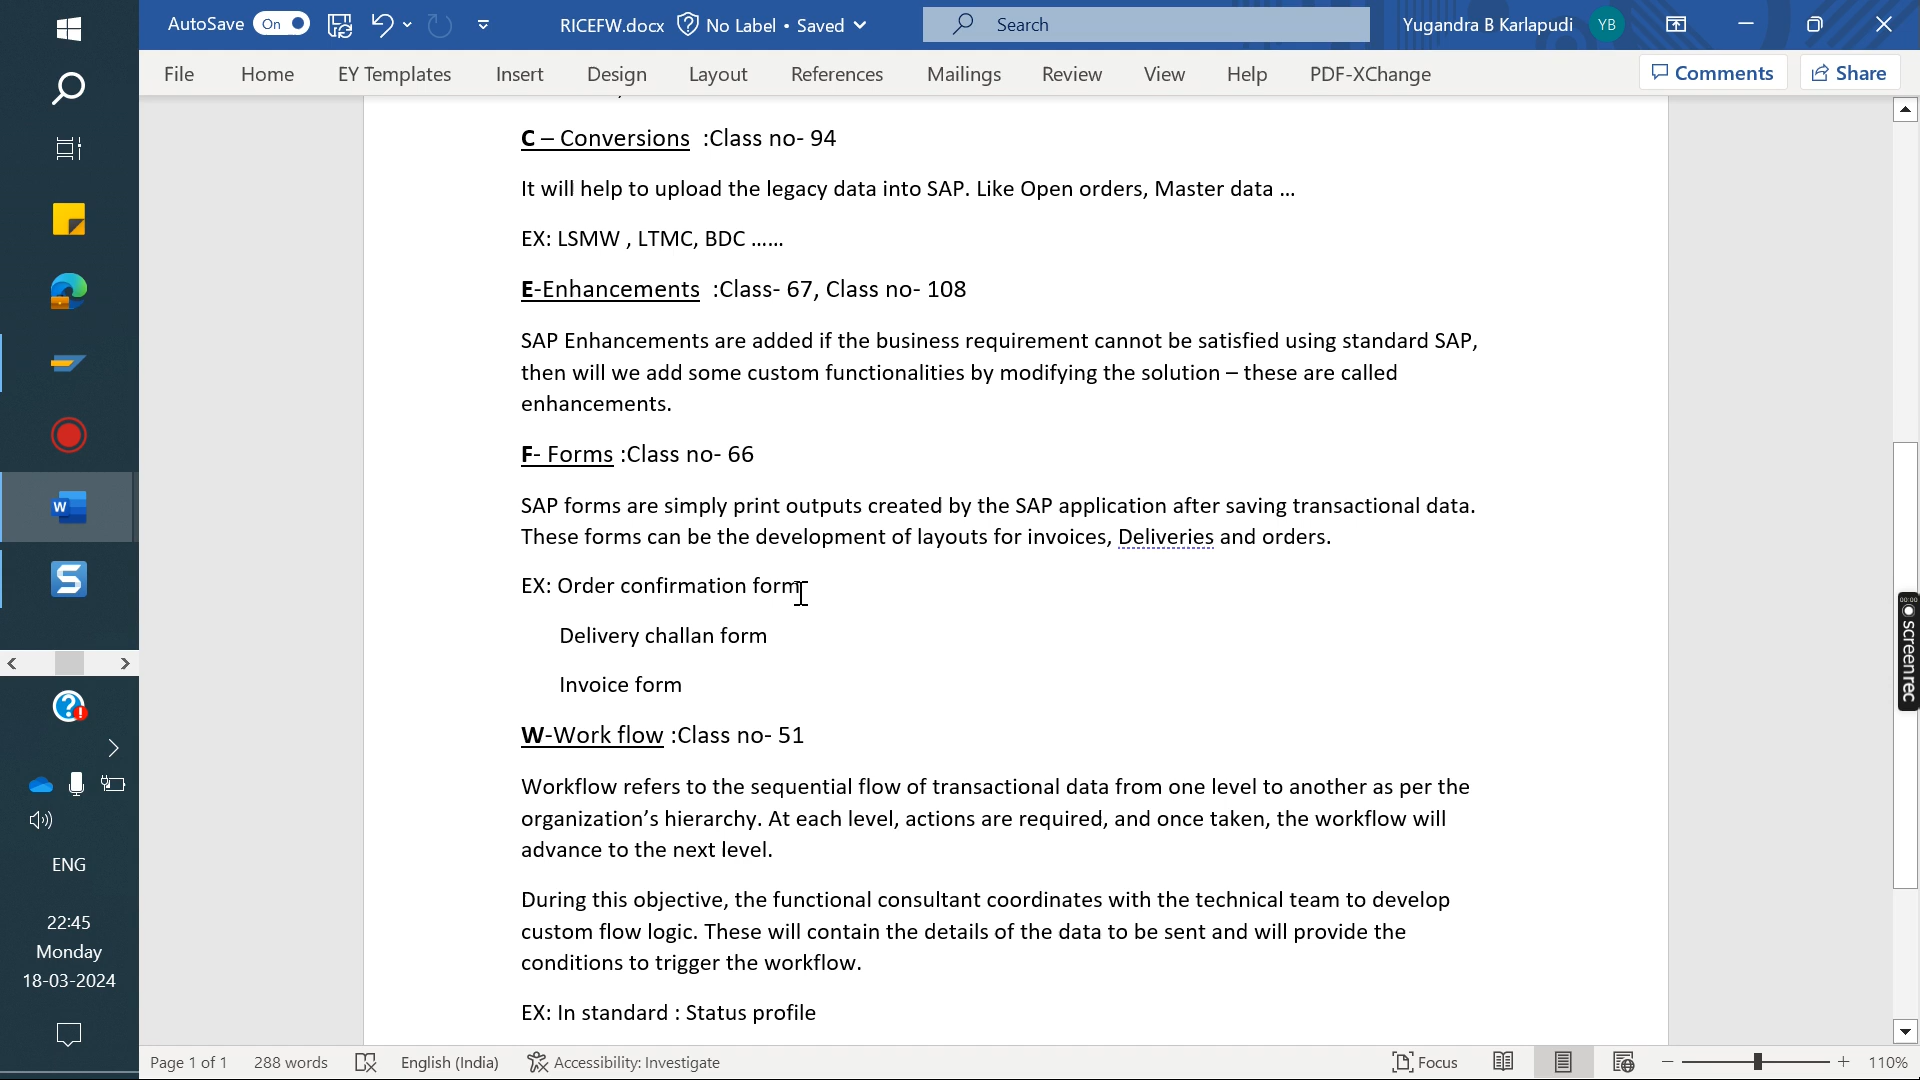 AutoSave On RICEFW.docx No Label • Saved Search Yugandra B Karlapudi YB
File Home EY Templates Insert Design Layout References Mailings Review View Help PDF-XChange Comments Share
C – Conversions :Class no- 94
It will help to upload the legacy data into SAP. Like Open orders, Master data ...
EX: LSMW , LTMC, BDC ......
E-Enhancements :Class- 67, Class no- 108
SAP Enhancements are added if the business requirement cannot be satisfied using standard SAP,
then will we add some custom functionalities by modifying the solution – these are called
enhancements.
F- Forms :Class no- 66
SAP forms are simply print outputs created by the SAP application after saving transactional data.
These forms can be the development of layouts for invoices, Deliveries and orders.
EX: Order confirmation form
Delivery challan form
Invoice form
W-Work flow :Class no- 51
Workflow refers to the sequential flow of transactional data from one level to another as per the
organization’s hierarchy. At each level, actions are required, and once taken, the workflow will
advance to the next level.
During this objective, the functional consultant coordinates with the technical team to develop
custom flow logic. These will contain the details of the data to be sent and will provide the
conditions to trigger the workflow.
EX: In standard : Status profile
Page 1 of 1 288 words English (India) Accessibility: Investigate Focus 110%
ENG
22:45
Monday
18-03-2024
00:00
screenrec